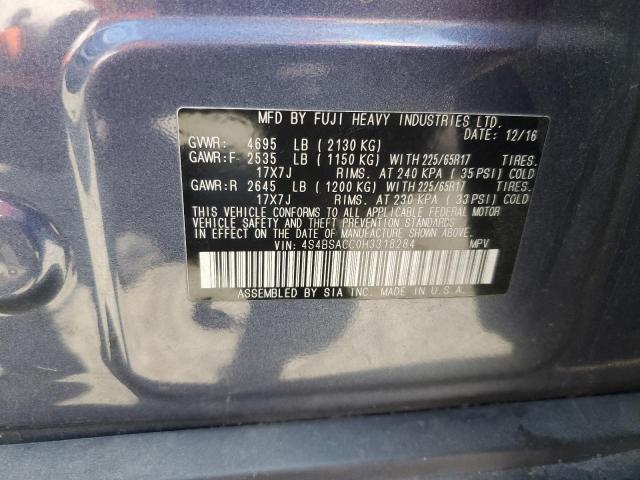 MFD BY FUJI HEAVY INDUSTRIES LTD.
DATE: 12/16
GVWR: 4695 LB (2130 KG)
GAWR:F 2535 LB (1150 KG) WITH 225/65R17 TIRES.
17X7J RIMS. AT 240 KPA (35 PSI) COLD
GAWR:R 2645 LB (1200 KG) WITH 225/65R17 TIRES.
17X7J RIMS. AT 230 KPA (33 PSI) COLD
THIS VEHICLE CONFORMS TO ALL APPLICABLE FEDERAL MOTOR
VEHICLE SAFETY AND THEFT PREVENTION STANDARDS
IN EFFECT ON THE DATE OF MANUFACTURE SHOWN ABOVE.
VIN: 4S4BSACC0H3318284 MPV
ASSEMBLED BY SIA INC. MADE IN U.S.A.